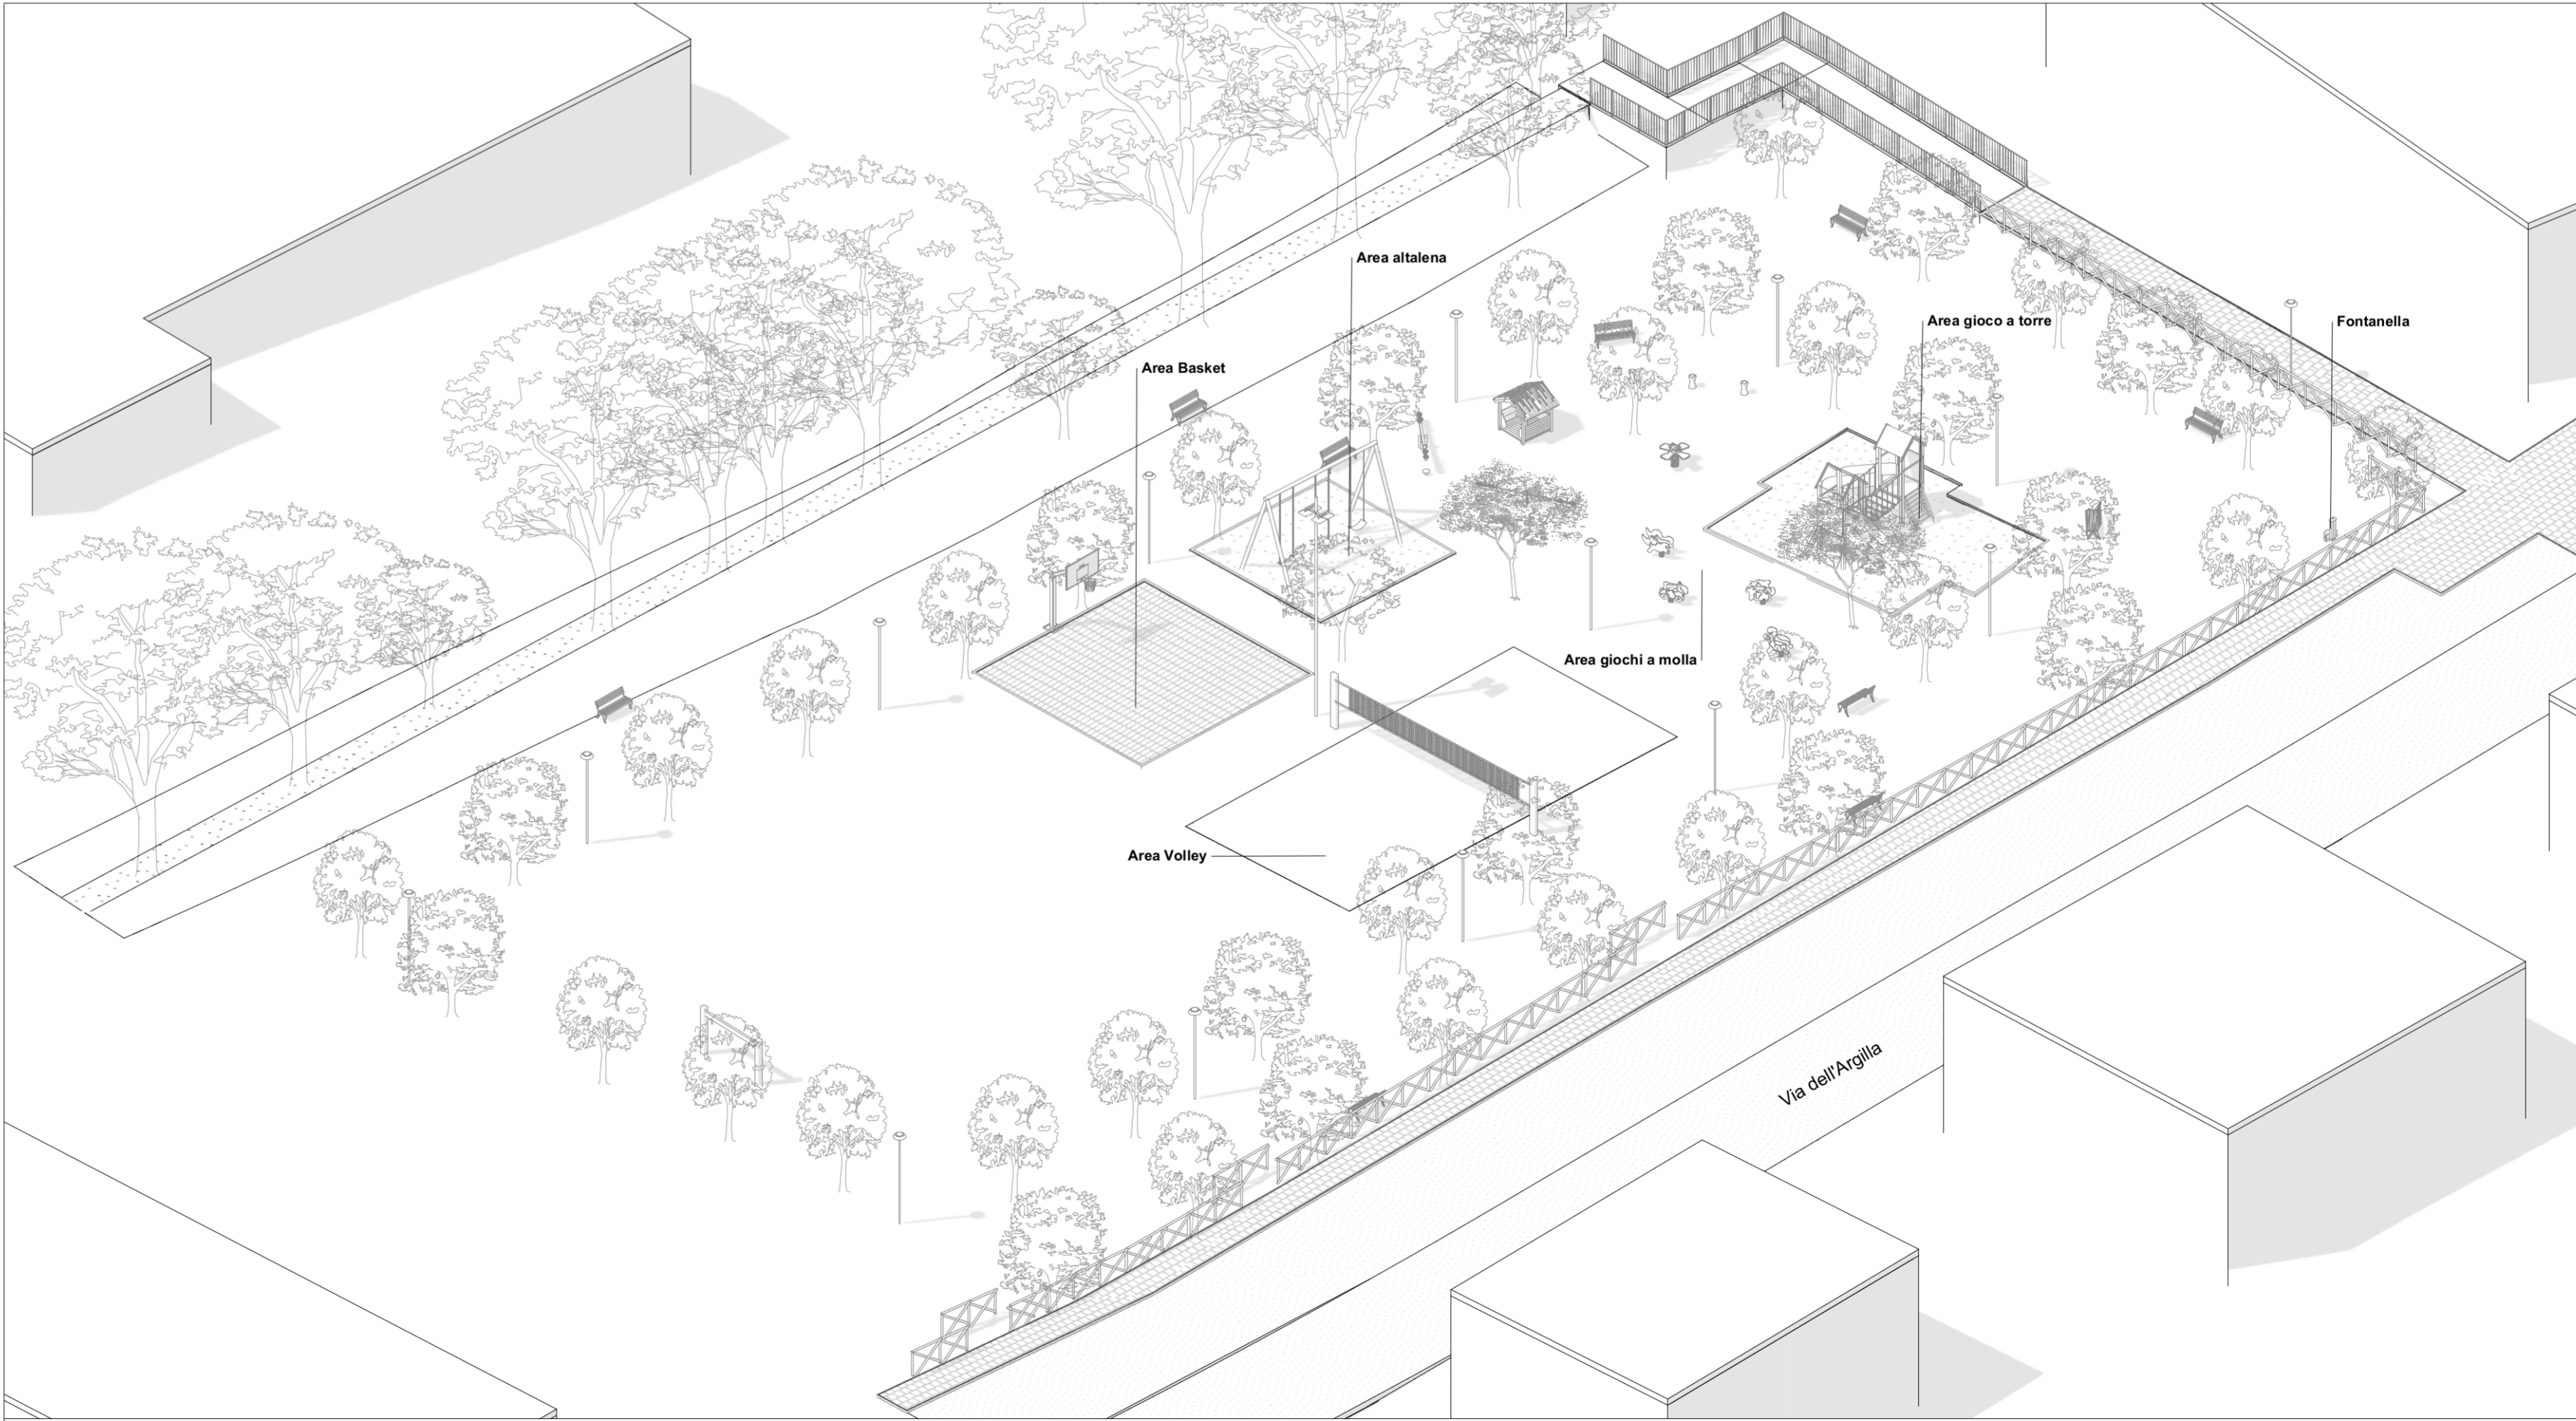 Area altalena
Area gioco a torre
Fontanella
Area Basket
Area giochi a molla
Area Volley
Via dell'Argilla